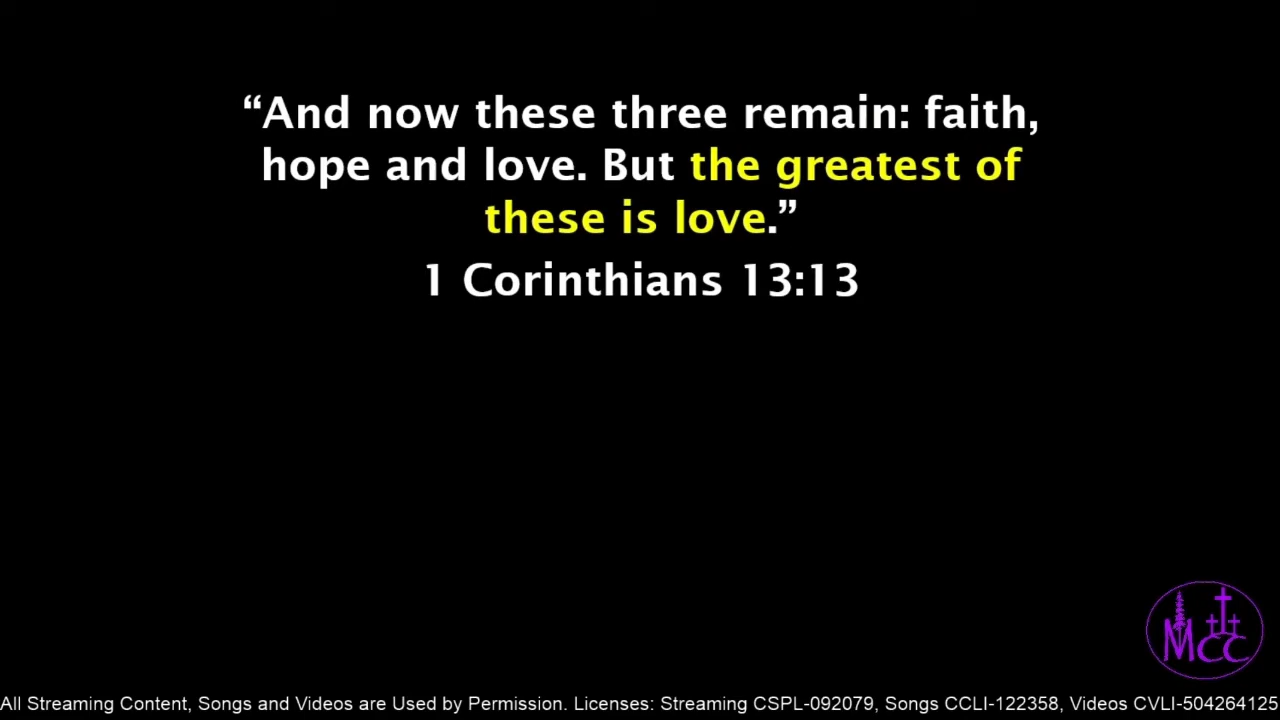 “And now these three remain: faith,
hope and love. But the greatest of
these is love.”
1 Corinthians 13:13
MCC
All Streaming Content, Songs and Videos are Used by Permission. Licenses: Streaming CSPL-092079, Songs CCLI-122358, Videos CVLI-504264125